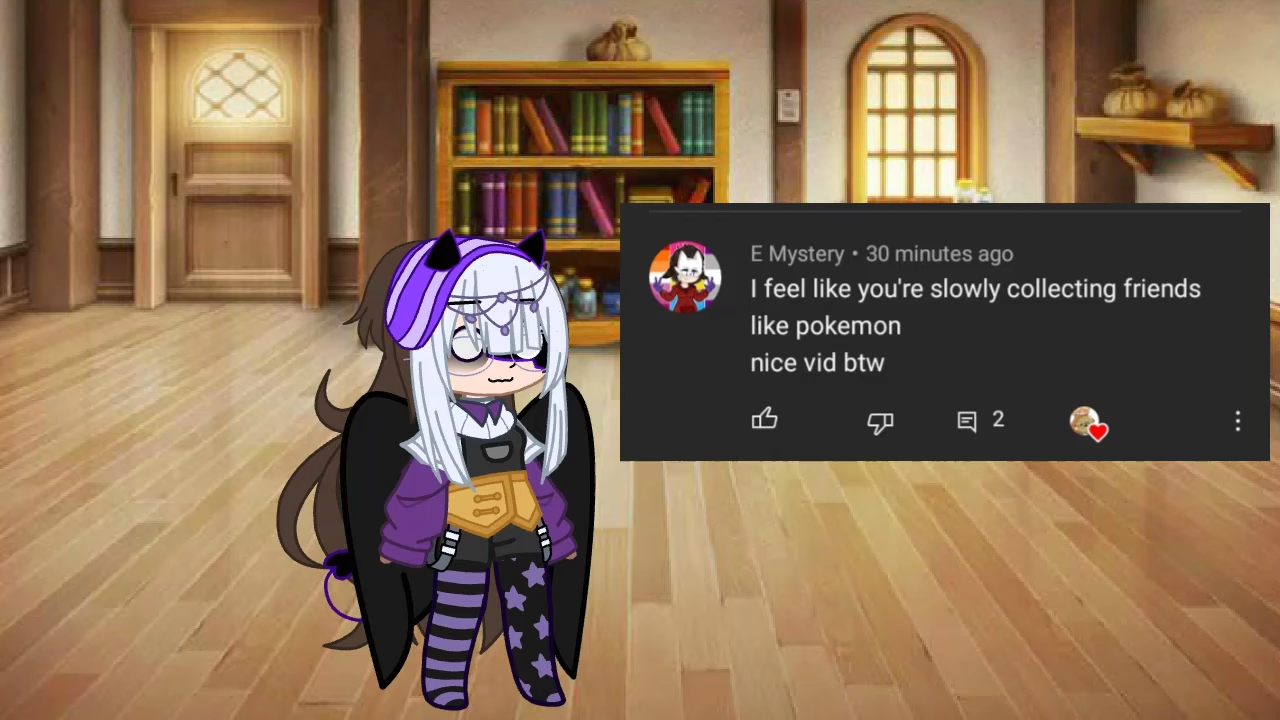 E Mystery • 30 minutes ago
I feel like you're slowly collecting friends
like pokemon
nice vid btw
2